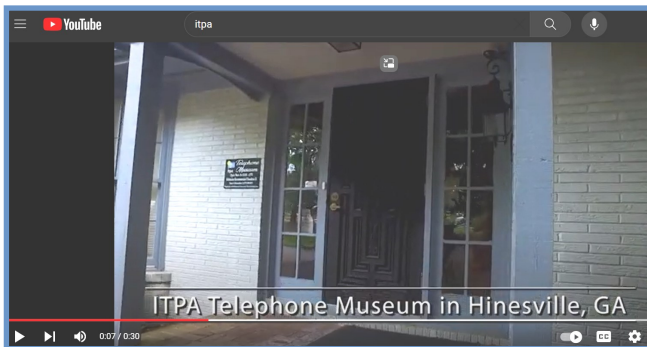 YouTube
itpa
Telephone
Museum
ITPA Telephone Museum in Hinesville, GA
0:07 / 0:30
CC